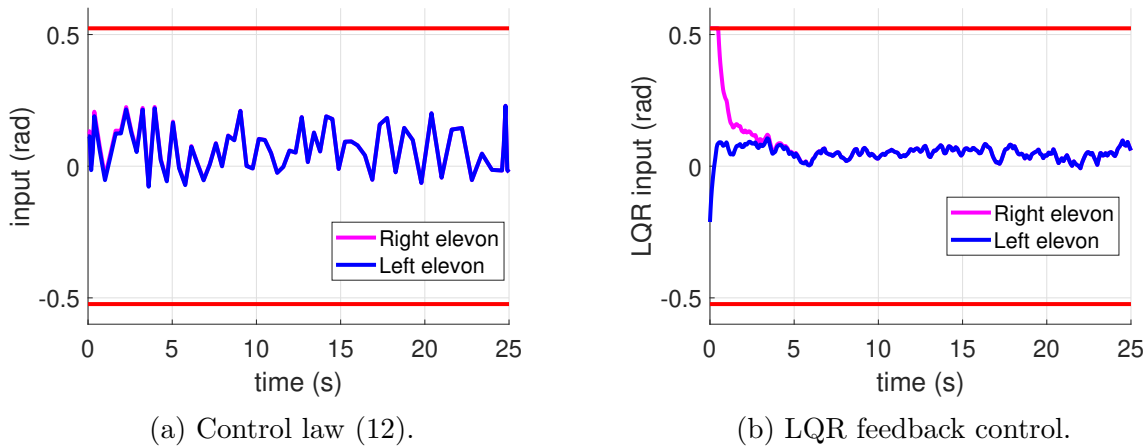 0.5
0
-0.5
input (rad)
Right elevon
Left elevon
0 5 10 15 20 25
time (s)
(a) Control law (12).
0.5
0
-0.5
LQR input (rad)
Right elevon
Left elevon
0 5 10 15 20 25
time (s)
(b) LQR feedback control.